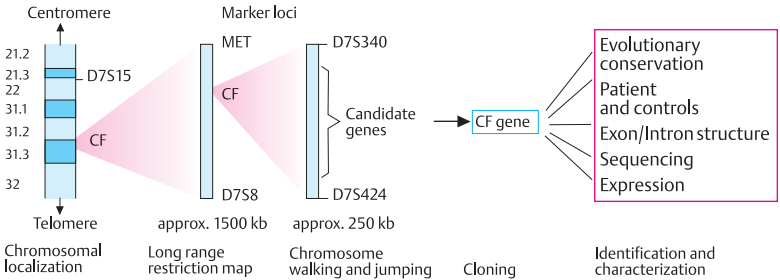 Centromere
Marker loci
21.2
21.3
22
31.1
31.2
31.3
32
D7S15
CF
Telomere
MET
CF
D7S8
approx. 1500 kb
D7S340
Candidate
genes
D7S424
approx. 250 kb
CF gene
Evolutionary
conservation
Patient
and controls
Exon/Intron structure
Sequencing
Expression
Chromosomal
localization
Long range
restriction map
Chromosome
walking and jumping
Cloning
Identification and
characterization